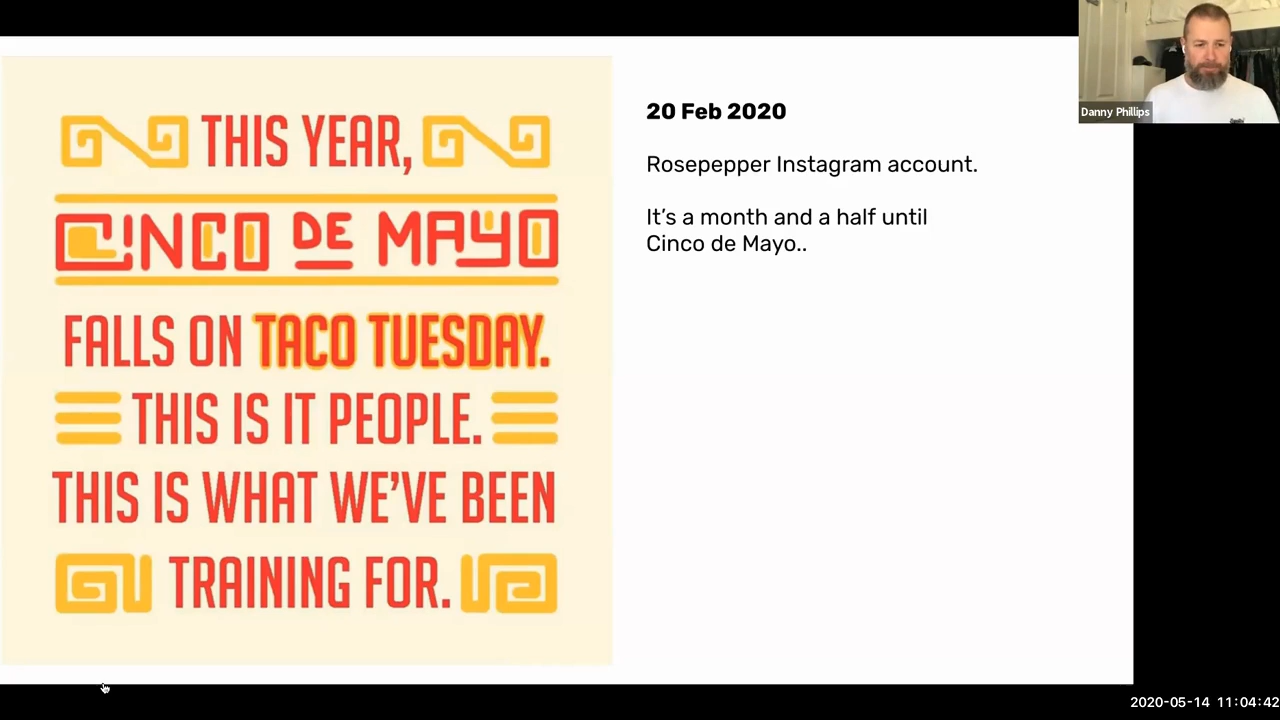 THIS YEAR,
CINCO DE MAYO
FALLS ON TACO TUESDAY.
THIS IS IT PEOPLE.
THIS IS WHAT WE'VE BEEN
TRAINING FOR.
20 Feb 2020
Rosepepper Instagram account.
It's a month and a half until
Cinco de Mayo..
Danny Phillips
2020-05-14 11:04:42